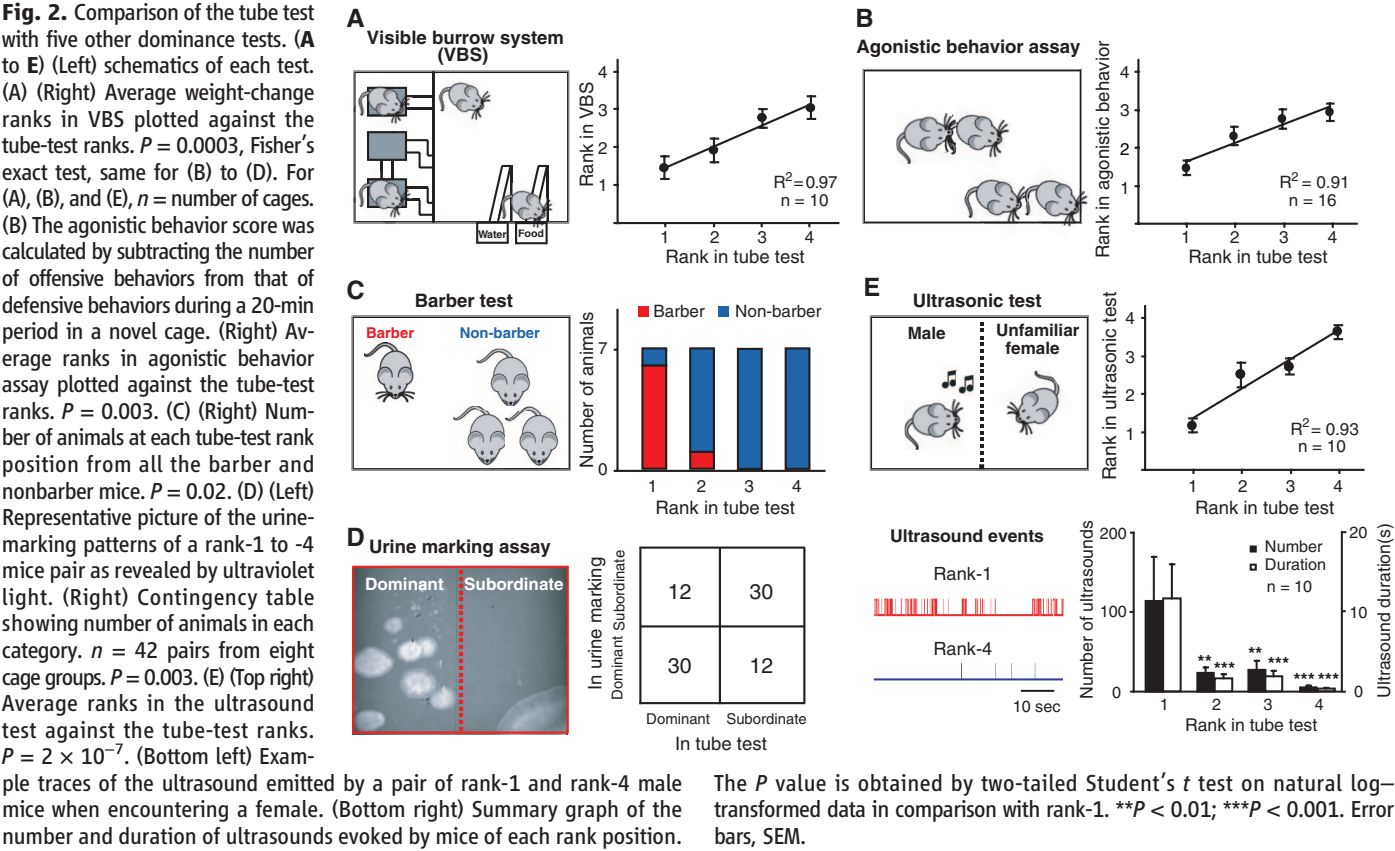 Fig. 2. Comparison of the tube test
with five other dominance tests. (A
to E) (Left) schematics of each test.
(A) (Right) Average weight-change
ranks in VBS plotted against the
tube-test ranks. P = 0.0003, Fisher's
exact test, same for (B) to (D). For
(A), (B), and (E), n = number of cages.
(B) The agonistic behavior score was
calculated by subtracting the number
of offensive behaviors from that of
defensive behaviors during a 20-min
period in a novel cage. (Right) Av-
erage ranks in agonistic behavior
assay plotted against the tube-test
ranks. P = 0.003. (C) (Right) Num-
ber of animals at each tube-test rank
position from all the barber and
nonbarber mice. P = 0.02. (D) (Left)
Representative picture of the urine-
marking patterns of a rank-1 to -4
mice pair as revealed by ultraviolet
light. (Right) Contingency table
showing number of animals in each
category. n = 42 pairs from eight
cage groups. P = 0.003. (E) (Top right)
Average ranks in the ultrasound
test against the tube-test ranks.
P = 2 × 10⁻⁷. (Bottom left) Exam-
ple traces of the ultrasound emitted by a pair of rank-1 and rank-4 male
mice when encountering a female. (Bottom right) Summary graph of the
number and duration of ultrasounds evoked by mice of each rank position.
The P value is obtained by two-tailed Student's t test on natural log–
transformed data in comparison with rank-1. **P < 0.01; ***P < 0.001. Error
bars, SEM.
A
Visible burrow system
(VBS)
Water
Food
Rank in VBS
4
3
2
1
R²=0.97
n = 10
1 2 3 4
Rank in tube test
B
Agonistic behavior assay
Rank in agonistic behavior
4
3
2
1
R²=0.91
n = 16
1 2 3 4
Rank in tube test
C
Barber test
Barber
Non-barber
Barber Non-barber
Number of animals
7
0
1 2 3 4
Rank in tube test
D
Urine marking assay
Dominant
Subordinate
In urine marking
Dominant Subordinate
12 30
30 12
Dominant Subordinate
In tube test
E
Ultrasonic test
Male
Unfamiliar
female
Rank in ultrasonic test
4
3
2
1
R²=0.93
n = 10
1 2 3 4
Rank in tube test
Ultrasound events
Rank-1
Rank-4
10 sec
Number of ultrasounds
200
100
0
Number
Duration
n = 10
** *** ** *** *** ***
20
10
0
Ultrasound duration(s)
1 2 3 4
Rank in tube test